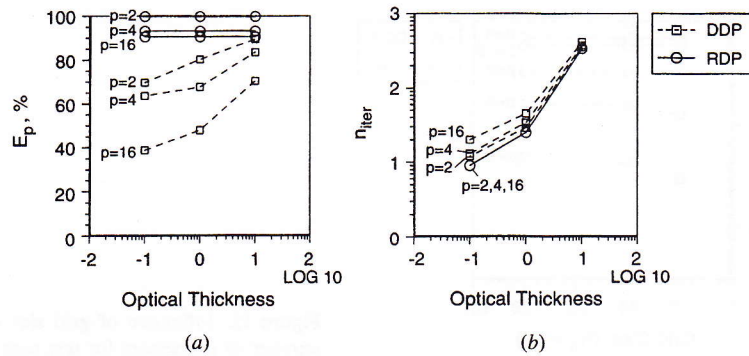 100
80
60
40
20
0
E_p, %
p=2
p=4
p=16
p=2
p=4
p=16
-2 -1 0 1 2
LOG 10
Optical Thickness
(a)
3
2
1
0
n_iter
p=16
p=4
p=2
p=2,4,16
-2 -1 0 1 2
LOG 10
Optical Thickness
(b)
DDP
RDP